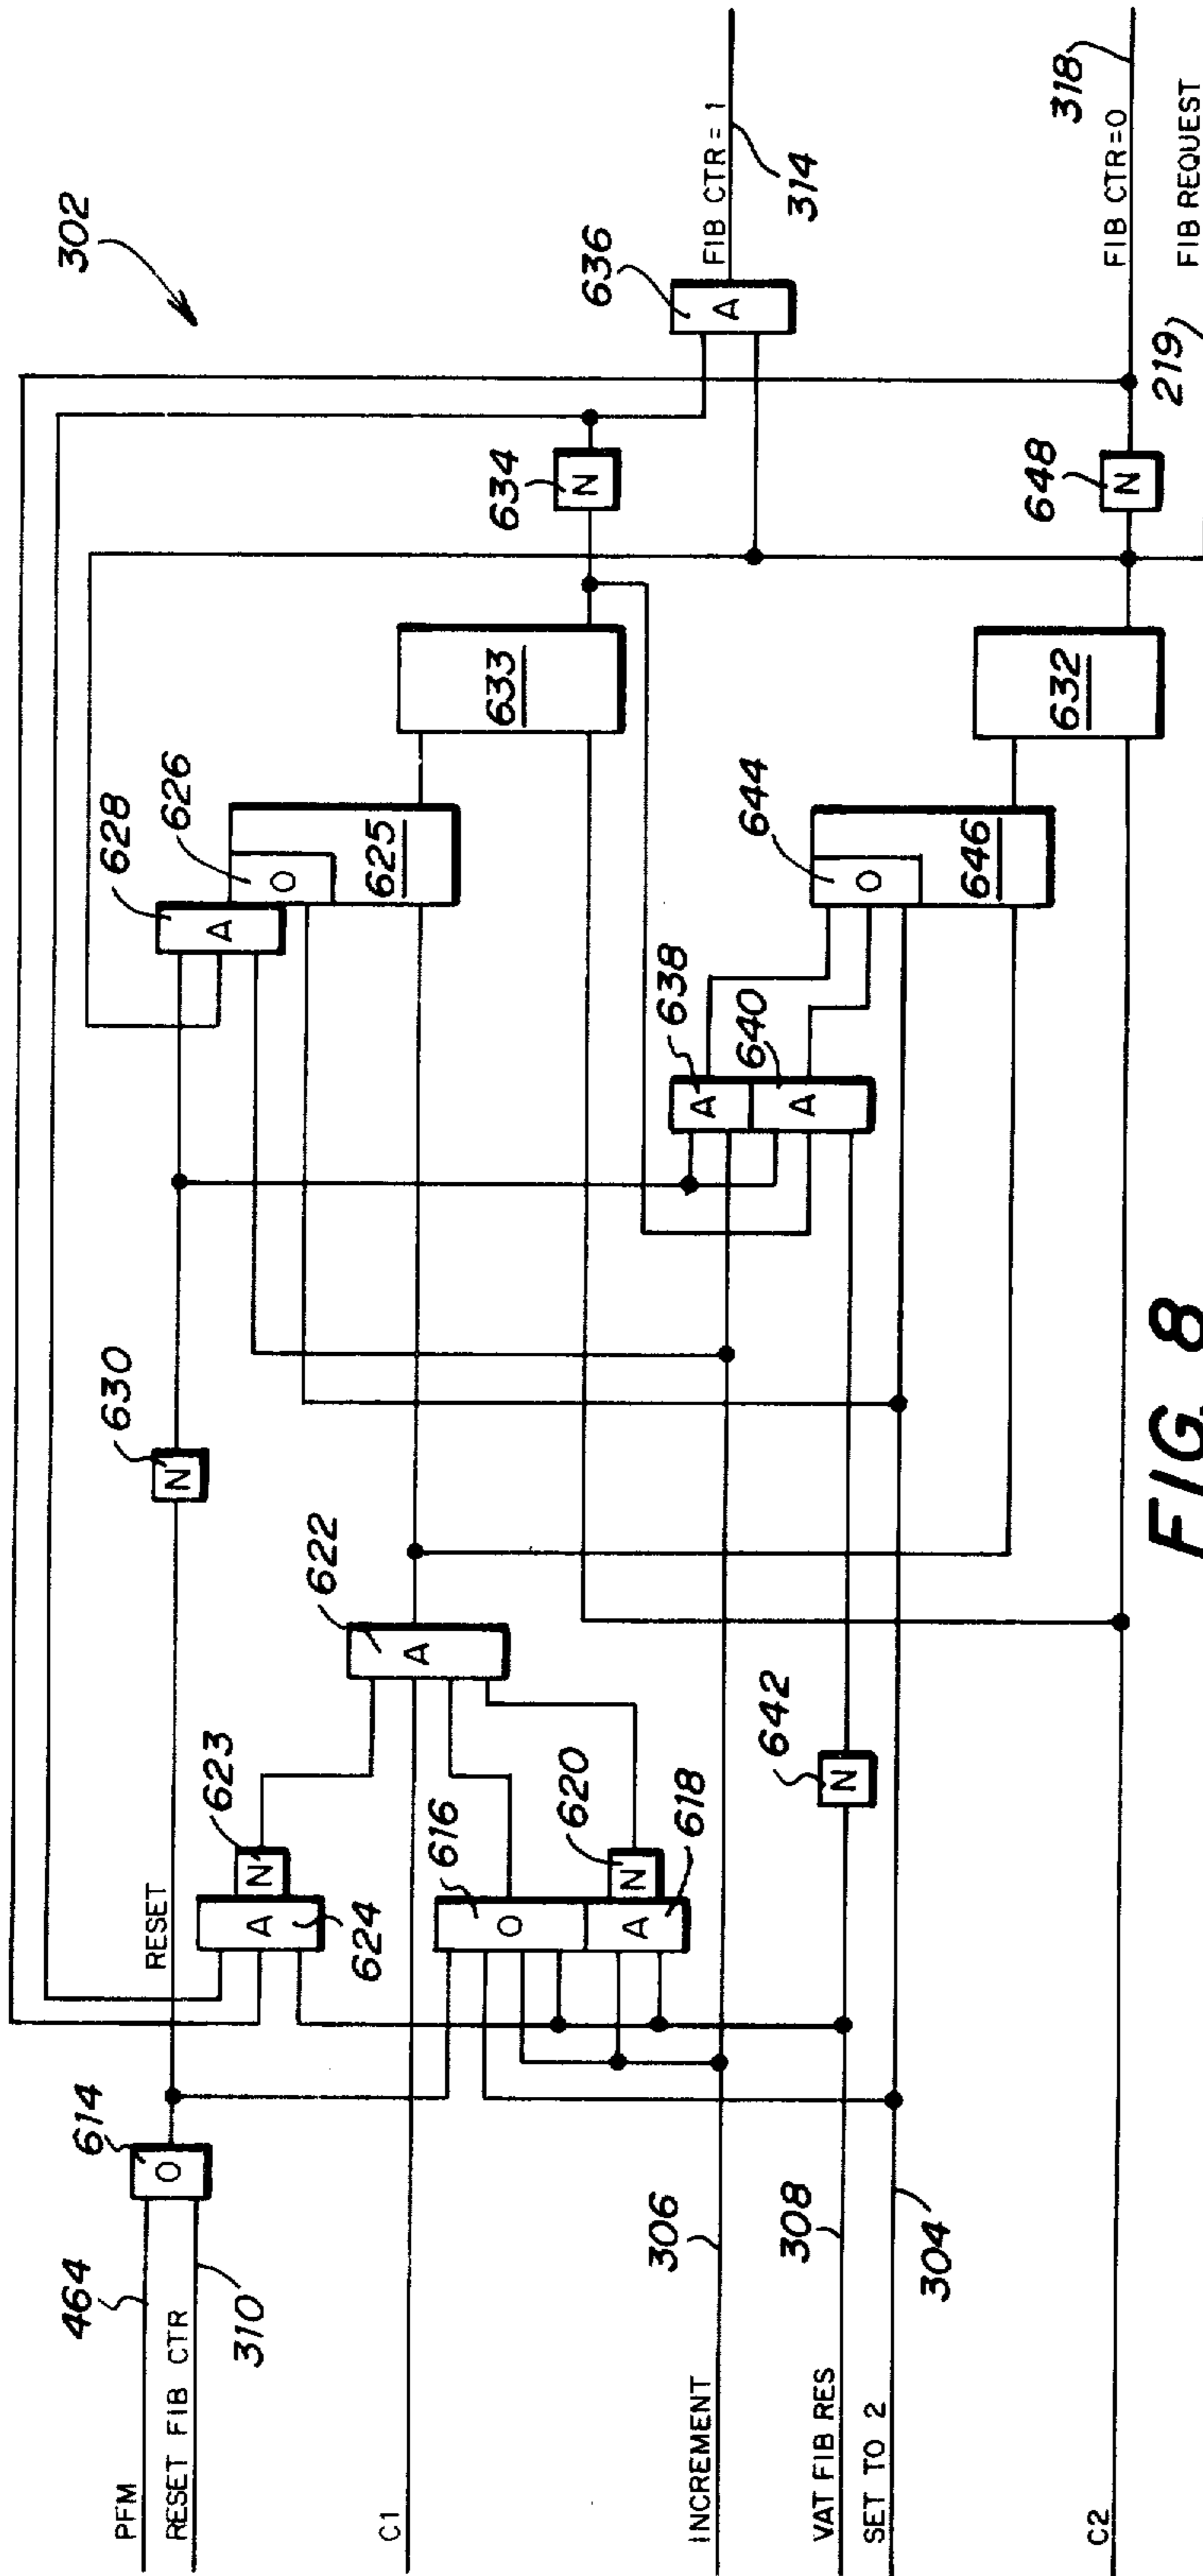 302
PFM
464
614
O
RESET
RESET FIB CTR
310
N
630
A
628
O
626
625
C1
A
624
N
623
A
622
O
616
N
620
A
618
633
N
634
A
636
FIB CTR = 1
314
INCREMENT
306
A
638
A
640
VAT FIB RES
308
N
642
SET TO 2
304
O
644
646
C2
632
N
648
FIB CTR=0
318
219
FIB REQUEST
FIG. 8